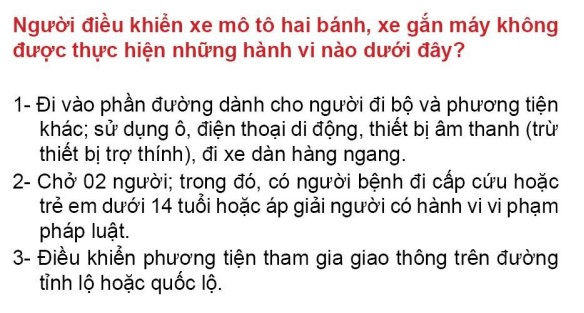 Người điều khiển xe mô tô hai bánh, xe gắn máy không
được thực hiện những hành vi nào dưới đây?
1- Đi vào phần đường dành cho người đi bộ và phương tiện
khác; sử dụng ô, điện thoại di động, thiết bị âm thanh (trừ
thiết bị trợ thính), đi xe dàn hàng ngang.
2- Chở 02 người; trong đó, có người bệnh đi cấp cứu hoặc
trẻ em dưới 14 tuổi hoặc áp giải người có hành vi vi phạm
pháp luật.
3- Điều khiển phương tiện tham gia giao thông trên đường
tỉnh lộ hoặc quốc lộ.